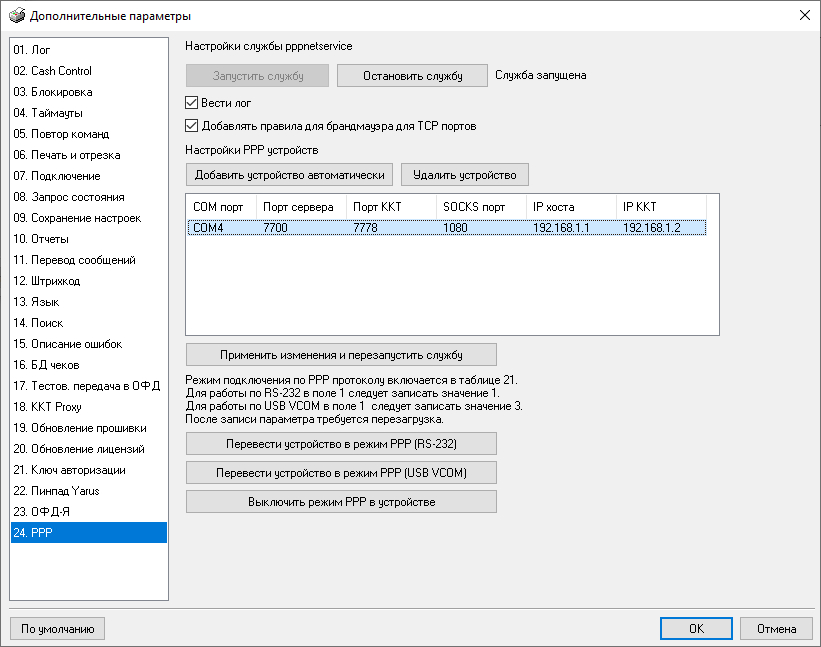 Дополнительные параметры
01. Лог
02. Cash Control
03. Блокировка
04. Таймауты
05. Повтор команд
06. Печать и отрезка
07. Подключение
08. Запрос состояния
09. Сохранение настроек
10. Отчеты
11. Перевод сообщений
12. Штрихкод
13. Язык
14. Поиск
15. Описание ошибок
16. БД чеков
17. Тестов. передача в ОФД
18. ККТ Proxy
19. Обновление прошивки
20. Обновление лицензий
21. Ключ авторизации
22. Пинпад Yarus
23. ОФД-Я
24. PPP
Настройки службы pppnetservice
Запустить службу Остановить службу Служба запущена
Вести лог
Добавлять правила для брандмауэра для TCP портов
Настройки PPP устройств
Добавить устройство автоматически Удалить устройство
COM порт Порт сервера Порт ККТ SOCKS порт IP хоста IP ККТ
COM4 7700 7778 1080 192.168.1.1 192.168.1.2
Применить изменения и перезапустить службу
Режим подключения по PPP протоколу включается в таблице 21.
Для работы по RS-232 в поле 1 следует записать значение 1.
Для работы по USB VCOM в поле 1 следует записать значение 3.
После записи параметра требуется перезагрузка.
Перевести устройство в режим PPP (RS-232)
Перевести устройство в режим PPP (USB VCOM)
Выключить режим PPP в устройстве
По умолчанию OK Отмена